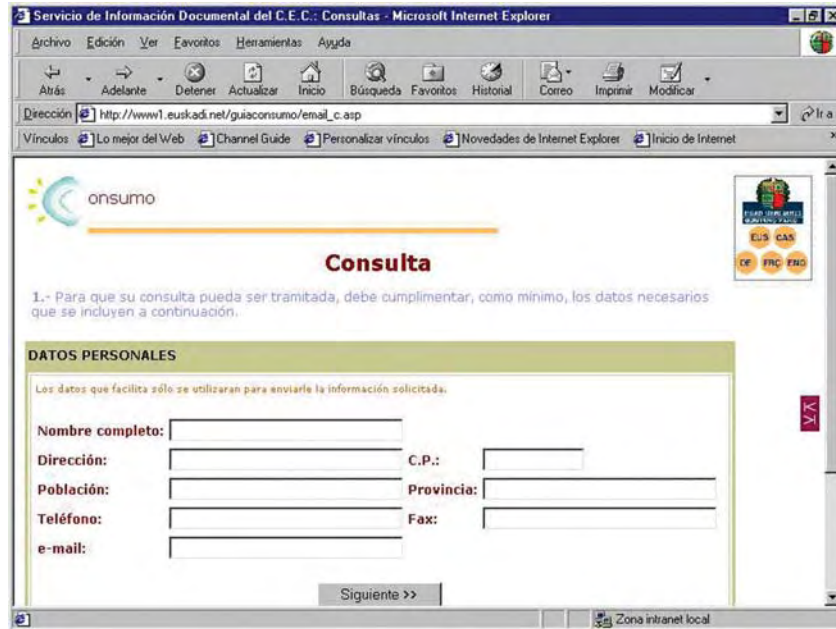 Servicio de Información Documental del C.E.C.: Consultas - Microsoft Internet Explorer
Archivo Edición Ver Favoritos Herramientas Ayuda
Atrás Adelante Detener Actualizar Inicio Búsqueda Favoritos Historial Correo Imprimir Modificar
Dirección http://www1.euskadi.net/guiaconsumo/email_c.asp Ir a
Vínculos Lo mejor del Web Channel Guide Personalizar vínculos Novedades de Internet Explorer Inicio de Internet
onsumo
EUS CAS
DE FRÇ ENG
Consulta
1.- Para que su consulta pueda ser tramitada, debe cumplimentar, como mínimo, los datos necesarios
que se incluyen a continuación.
DATOS PERSONALES
Los datos que facilita sólo se utilizaran para enviarle la información solicitada.
Nombre completo:
Dirección: C.P.:
Población: Provincia:
Teléfono: Fax:
e-mail:
Siguiente >>
Zona intranet local